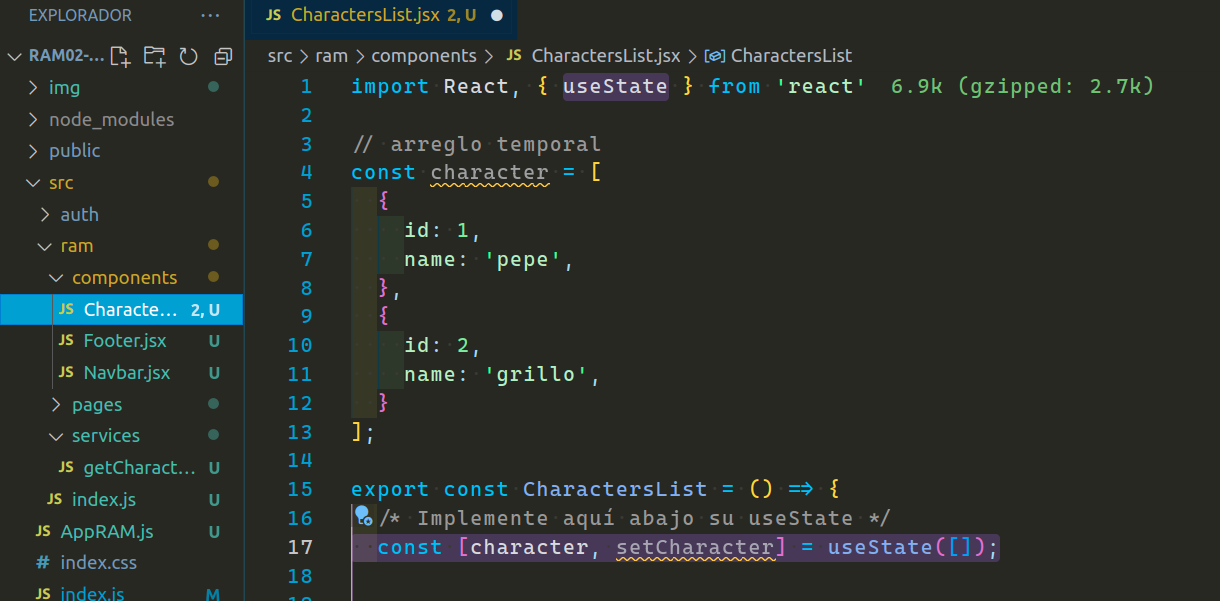 EXPLORADOR ···
RAM02-...
img
node_modules
public
src
auth
ram
components
JS Characte... 2, U
JS Footer.jsx U
JS Navbar.jsx U
pages
services
JS getCharact... U
JS index.js U
JS AppRAM.js U
# index.css
JS index.js M
JS CharactersList.jsx 2, U
src > ram > components > JS CharactersList.jsx > CharactersList
1 import React, { useState } from 'react' 6.9k (gzipped: 2.7k)
2
3 // arreglo temporal
4 const character = [
5 {
6 id: 1,
7 name: 'pepe',
8 },
9 {
10 id: 2,
11 name: 'grillo',
12 }
13 ];
14
15 export const CharactersList = () => {
16 /* Implemente aquí abajo su useState */
17 const [character, setCharacter] = useState([]);
18